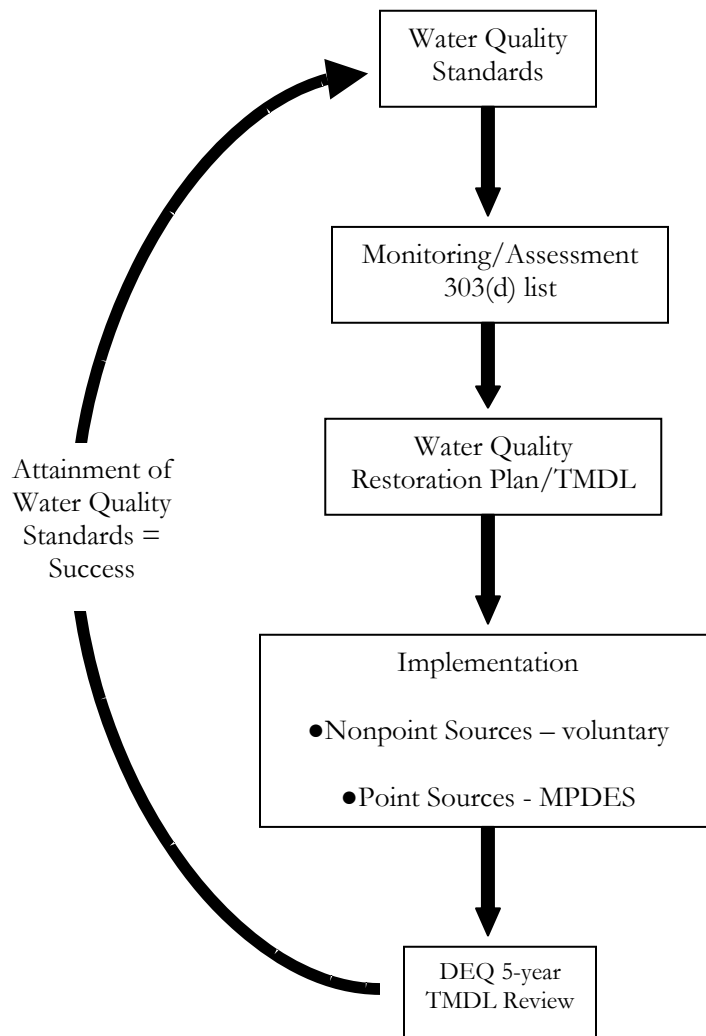 Water Quality
Standards
Monitoring/Assessment
303(d) list
Water Quality
Restoration Plan/TMDL
Attainment of
Water Quality
Standards =
Success
Implementation
●Nonpoint Sources – voluntary
●Point Sources - MPDES
DEQ 5-year
TMDL Review